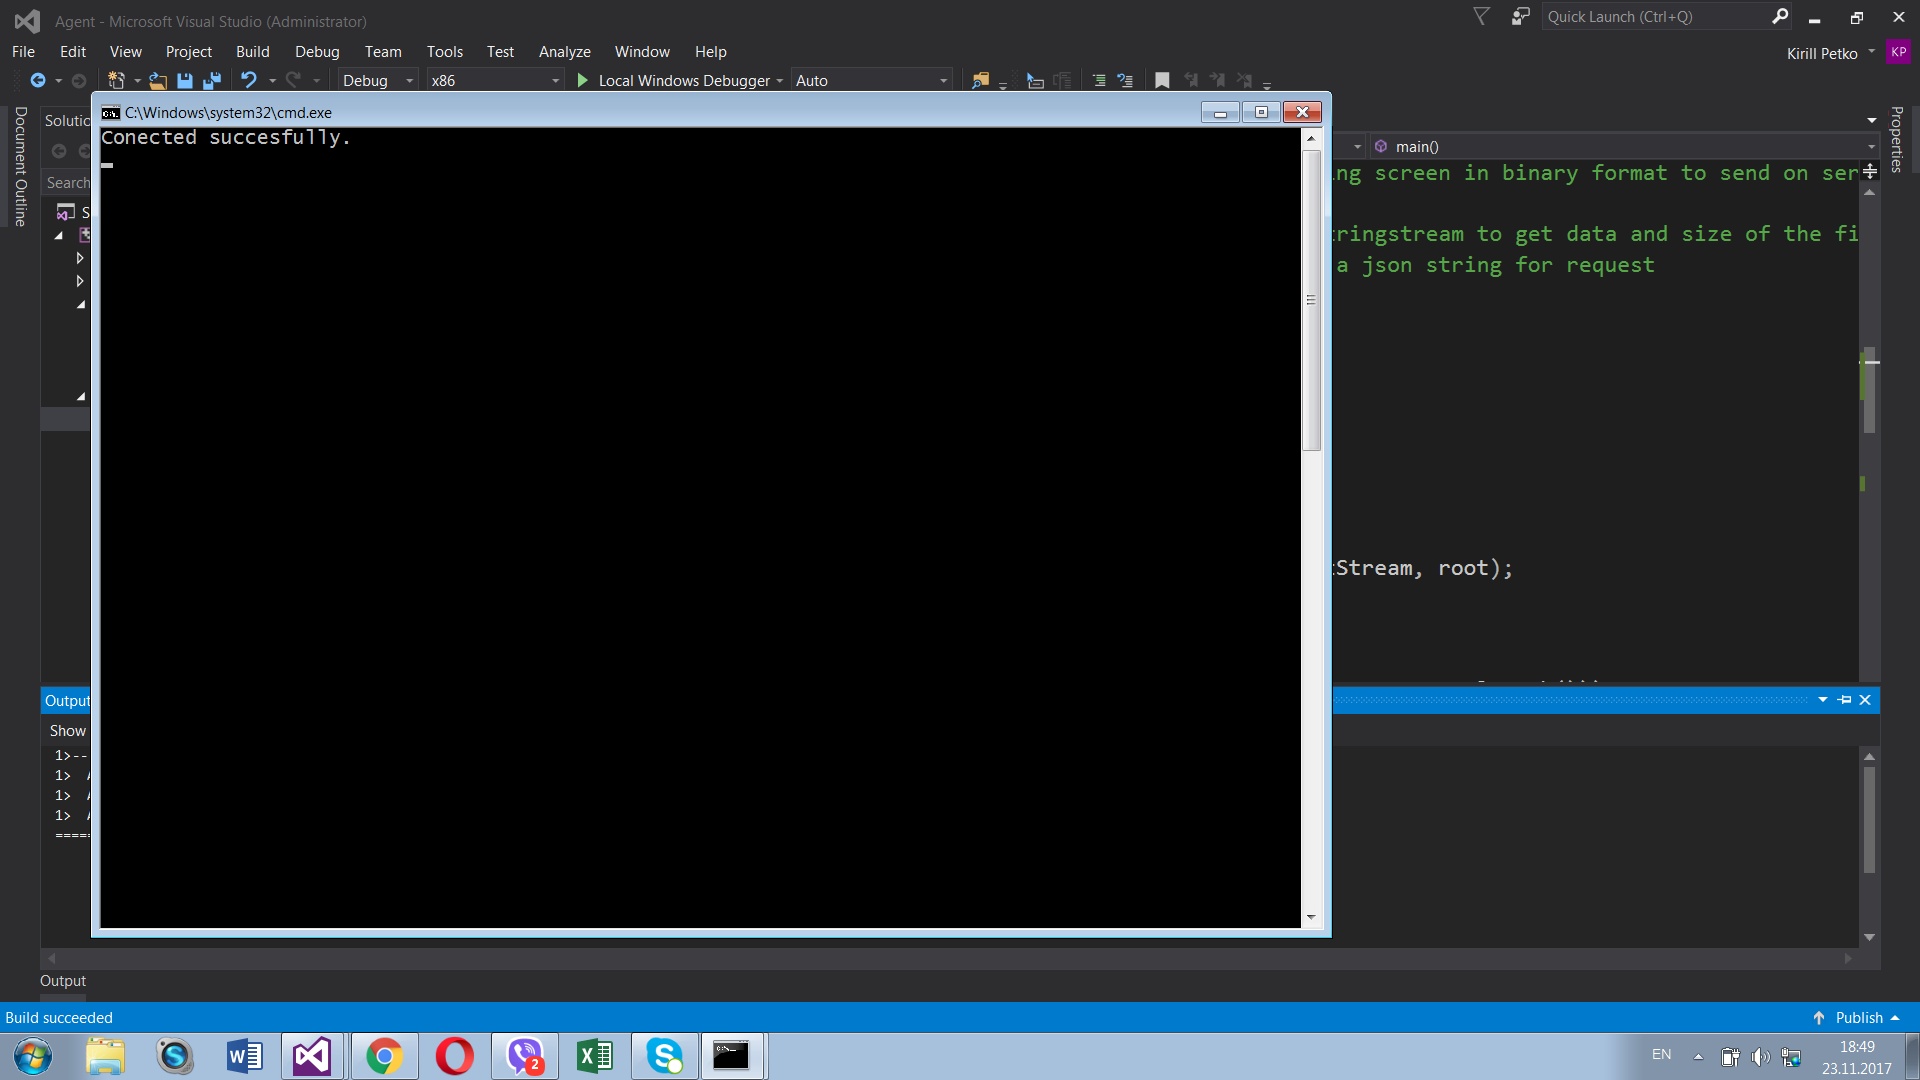 Agent - Microsoft Visual Studio (Administrator)
Quick Launch (Ctrl+Q)
File Edit View Project Build Debug Team Tools Test Analyze Window Help
Kirill Petko KP
Debug x86 Local Windows Debugger Auto
C:\Windows\system32\cmd.exe
Conected succesfully.
Document Outline
Solutio
Search
S
main()
Properties
ng screen in binary format to send on ser
ringstream to get data and size of the fi
a json string for request
tStream, root);
Output
Show
1>--
1> A
1> A
1> A
=====
Output
Build succeeded
Publish
2
EN
18:49
23.11.2017